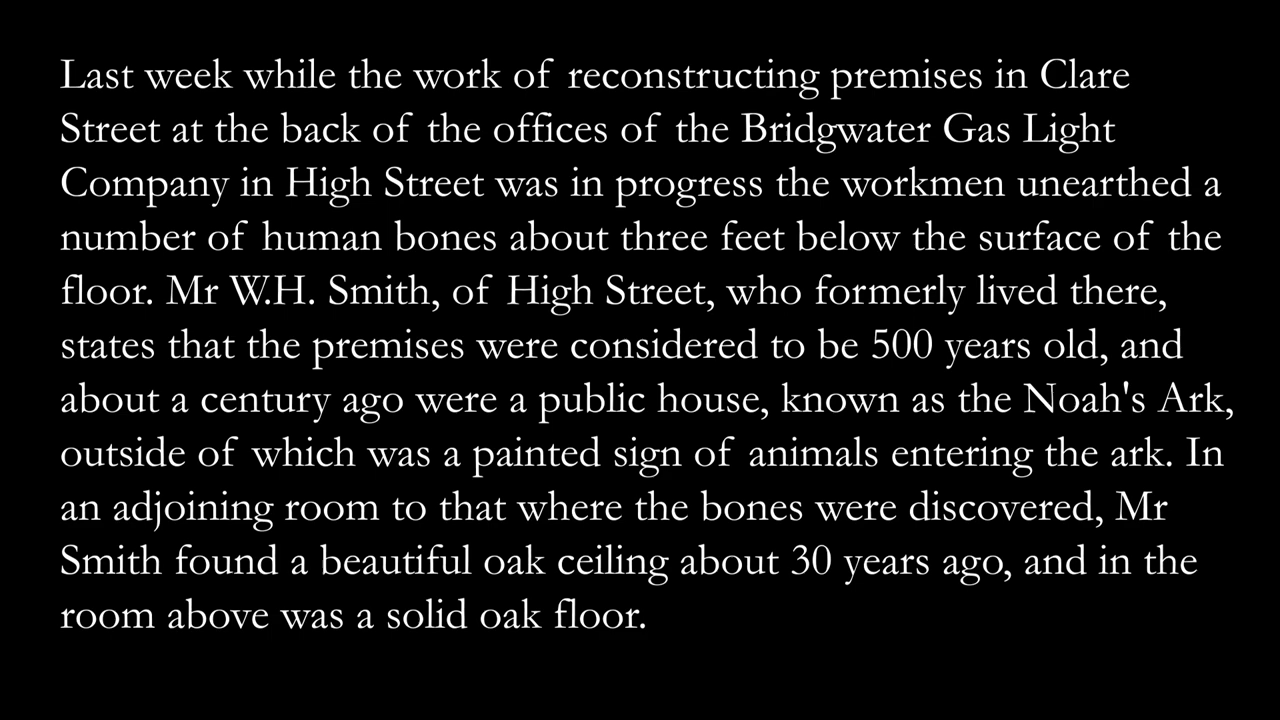 Last week while the work of reconstructing premises in Clare
Street at the back of the offices of the Bridgwater Gas Light
Company in High Street was in progress the workmen unearthed a
number of human bones about three feet below the surface of the
floor. Mr W.H. Smith, of High Street, who formerly lived there,
states that the premises were considered to be 500 years old, and
about a century ago were a public house, known as the Noah's Ark,
outside of which was a painted sign of animals entering the ark. In
an adjoining room to that where the bones were discovered, Mr
Smith found a beautiful oak ceiling about 30 years ago, and in the
room above was a solid oak floor.